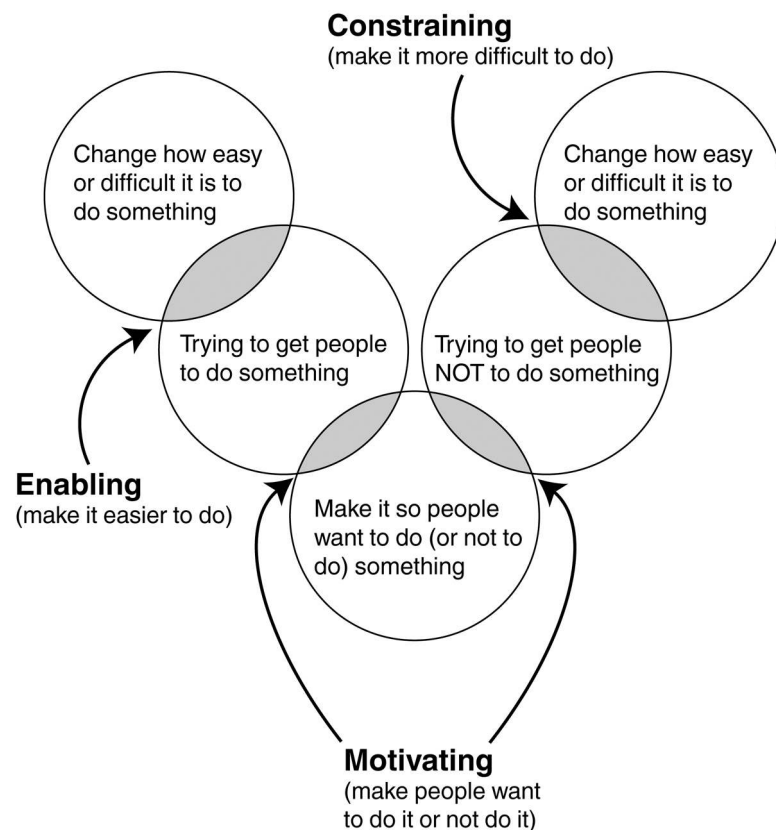 Constraining
(make it more difficult to do)
Change how easy
or difficult it is to
do something
Change how easy
or difficult it is to
do something
Trying to get people
to do something
Trying to get people
NOT to do something
Enabling
(make it easier to do)
Make it so people
want to do (or not to
do) something
Motivating
(make people want
to do it or not do it)